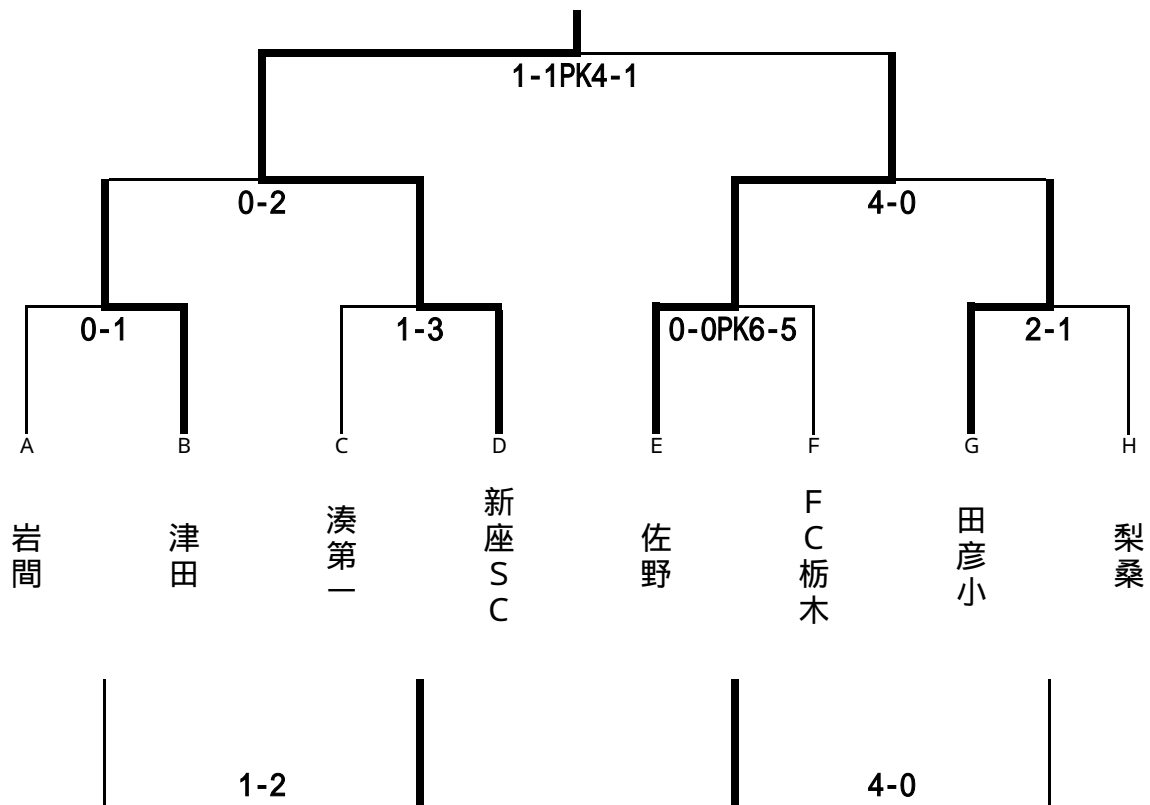 1-1PK4-1
0-2
4-0
0-1
1-3
0-0PK6-5
2-1
A
B
C
D
E
F
G
H
岩間
津田
湊第一
新座SC
佐野
FC栃木
田彦小
梨桑
1-2
4-0